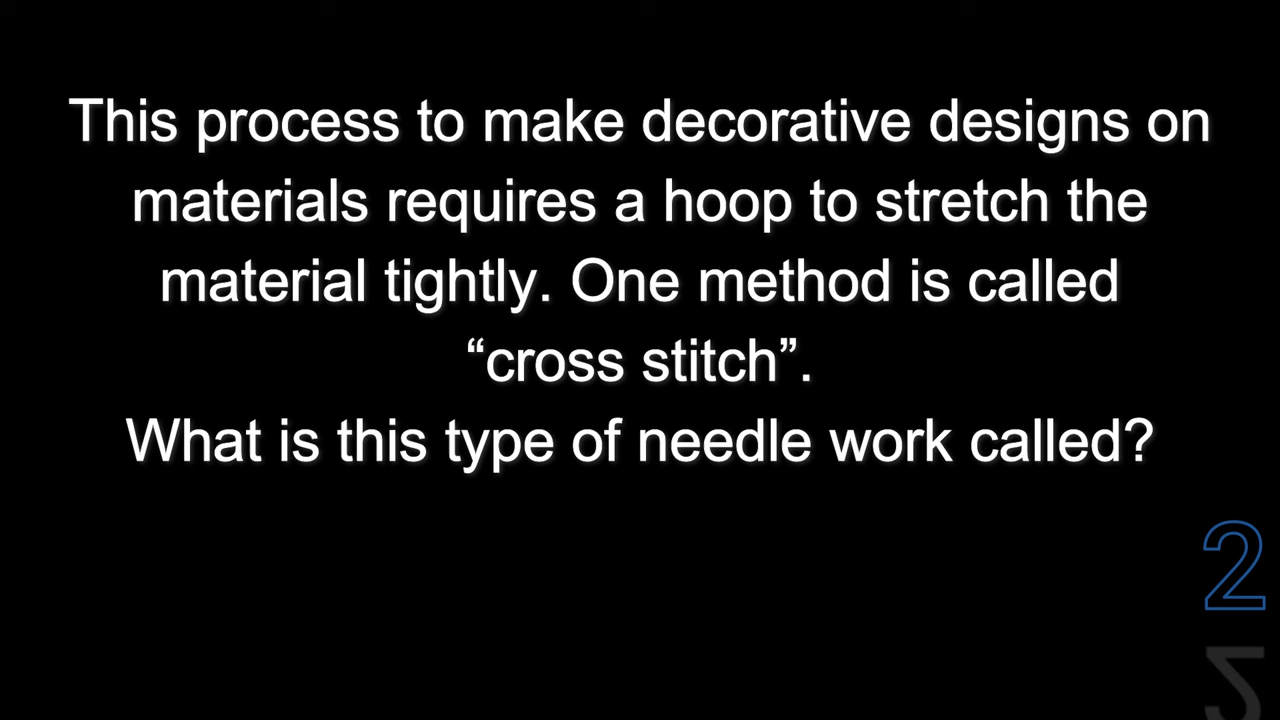 This process to make decorative designs on
materials requires a hoop to stretch the
material tightly. One method is called
“cross stitch”.
What is this type of needle work called?
2